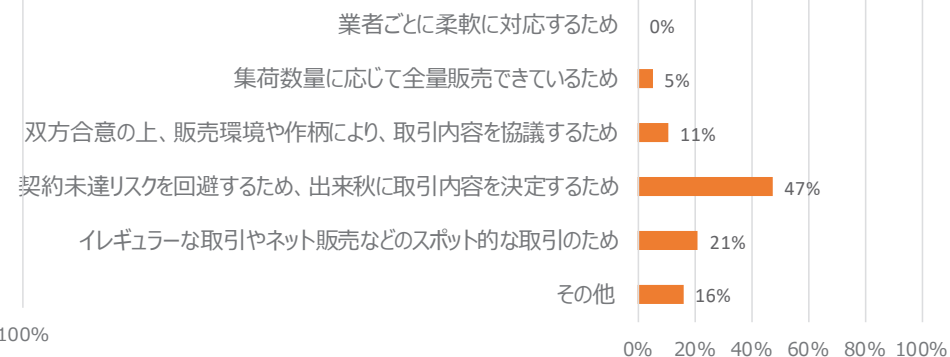 業者ごとに柔軟に対応するため 0%
集荷数量に応じて全量販売できているため 5%
双方合意の上、販売環境や作柄により、取引内容を協議するため 11%
契約未達リスクを回避するため、出来秋に取引内容を決定するため 47%
イレギュラーな取引やネット販売などのスポット的な取引のため 21%
その他 16%
100%
0% 20% 40% 60% 80% 100%